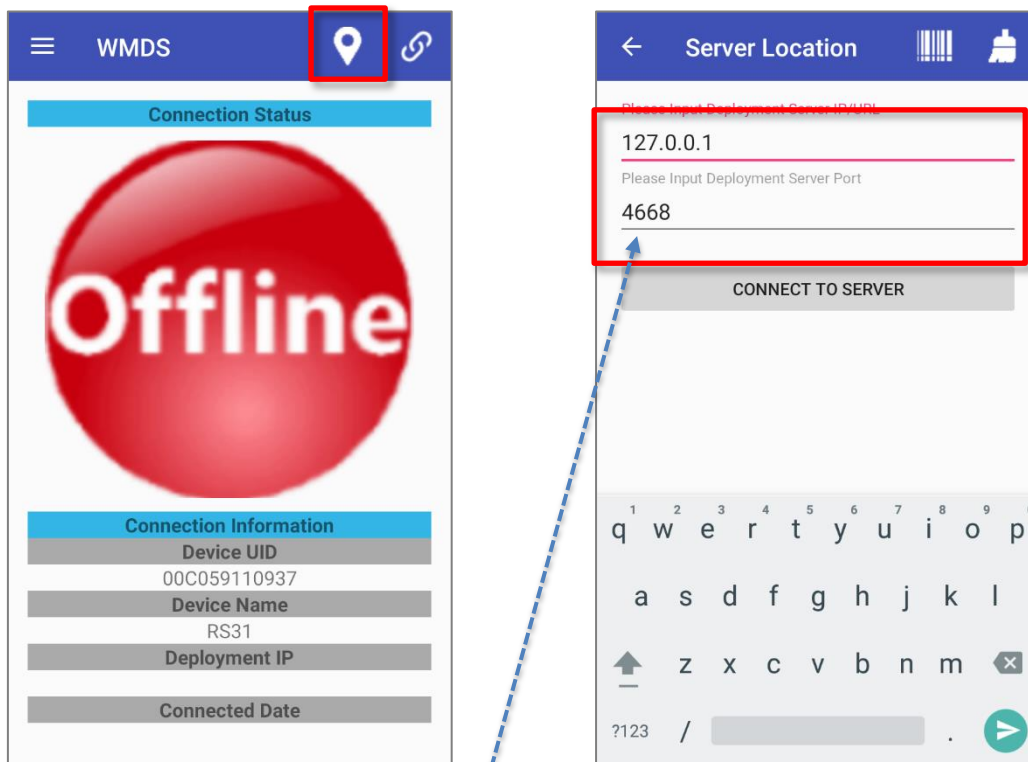 WMDS
Connection Status
Offline
Connection Information
Device UID
00C059110937
Device Name
RS31
Deployment IP
Connected Date
Server Location
Please Input Deployment Server IP/URL
127.0.0.1
Please Input Deployment Server Port
4668
CONNECT TO SERVER
1 2 3 4 5 6 7 8 9
q w e r t y u i o p
a s d f g h j k l
z x c v b n m
?123 / .